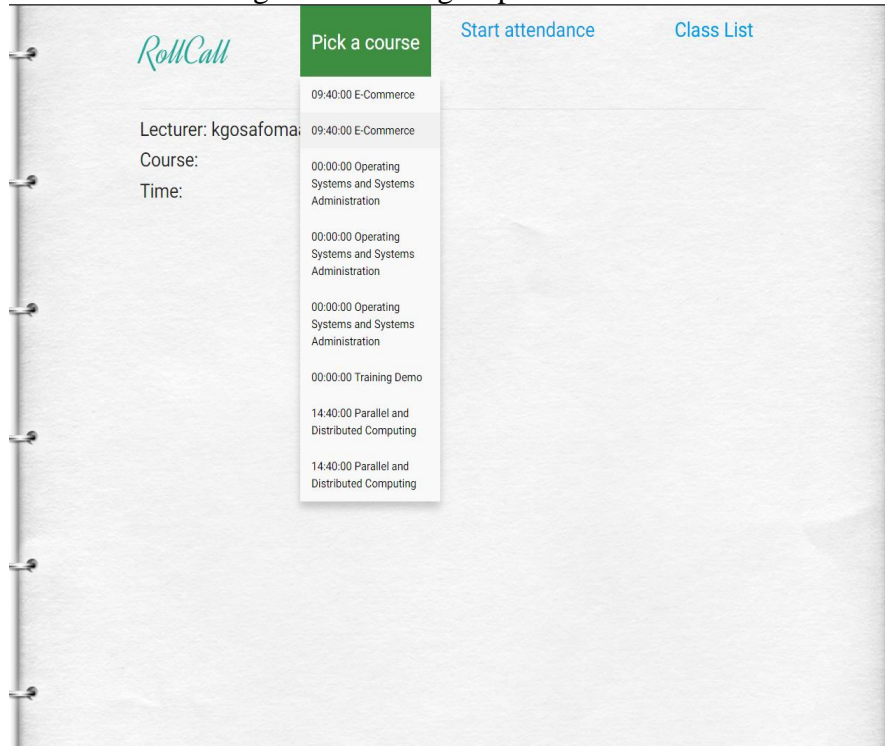 RollCall
Pick a course
Start attendance
Class List
09:40:00 E-Commerce
09:40:00 E-Commerce
00:00:00 Operating
Systems and Systems
Administration
00:00:00 Operating
Systems and Systems
Administration
00:00:00 Operating
Systems and Systems
Administration
00:00:00 Training Demo
14:40:00 Parallel and
Distributed Computing
14:40:00 Parallel and
Distributed Computing
Lecturer:
Course:
Time: